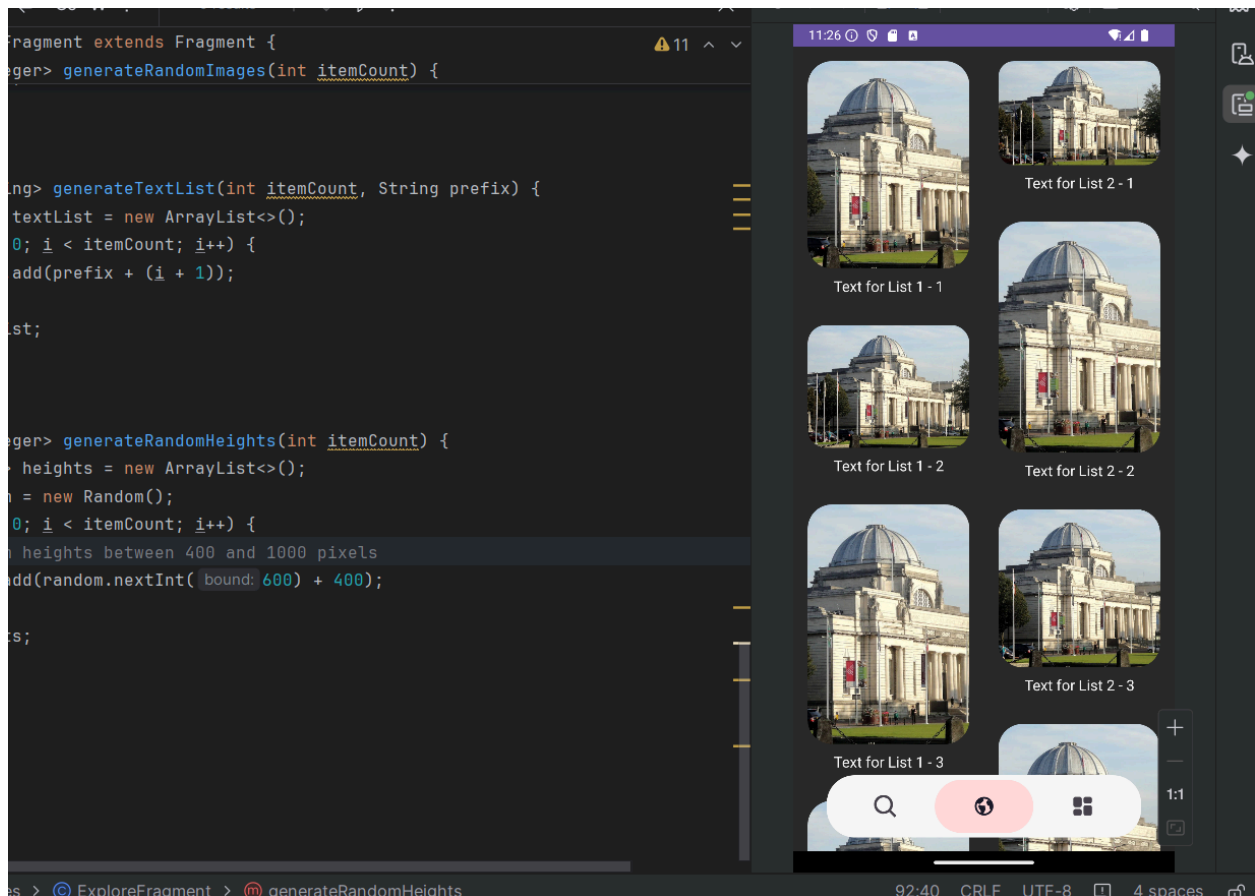 Fragment extends Fragment {
11
eger> generateRandomImages(int itemCount) {
ing> generateTextList(int itemCount, String prefix) {
textList = new ArrayList<>();
0; i < itemCount; i++) {
add(prefix + (i + 1));
st;
eger> generateRandomHeights(int itemCount) {
> heights = new ArrayList<>();
= new Random();
0; i < itemCount; i++) {
heights between 400 and 1000 pixels
add(random.nextInt( bound: 600) + 400);
ts;
es > ExploreFragment > generateRandomHeights
92:40 CRLF UTF-8 4 spaces
11:26
Text for List 2 - 1
Text for List 1 - 1
Text for List 1 - 2
Text for List 2 - 2
Text for List 2 - 3
Text for List 1 - 3
1:1